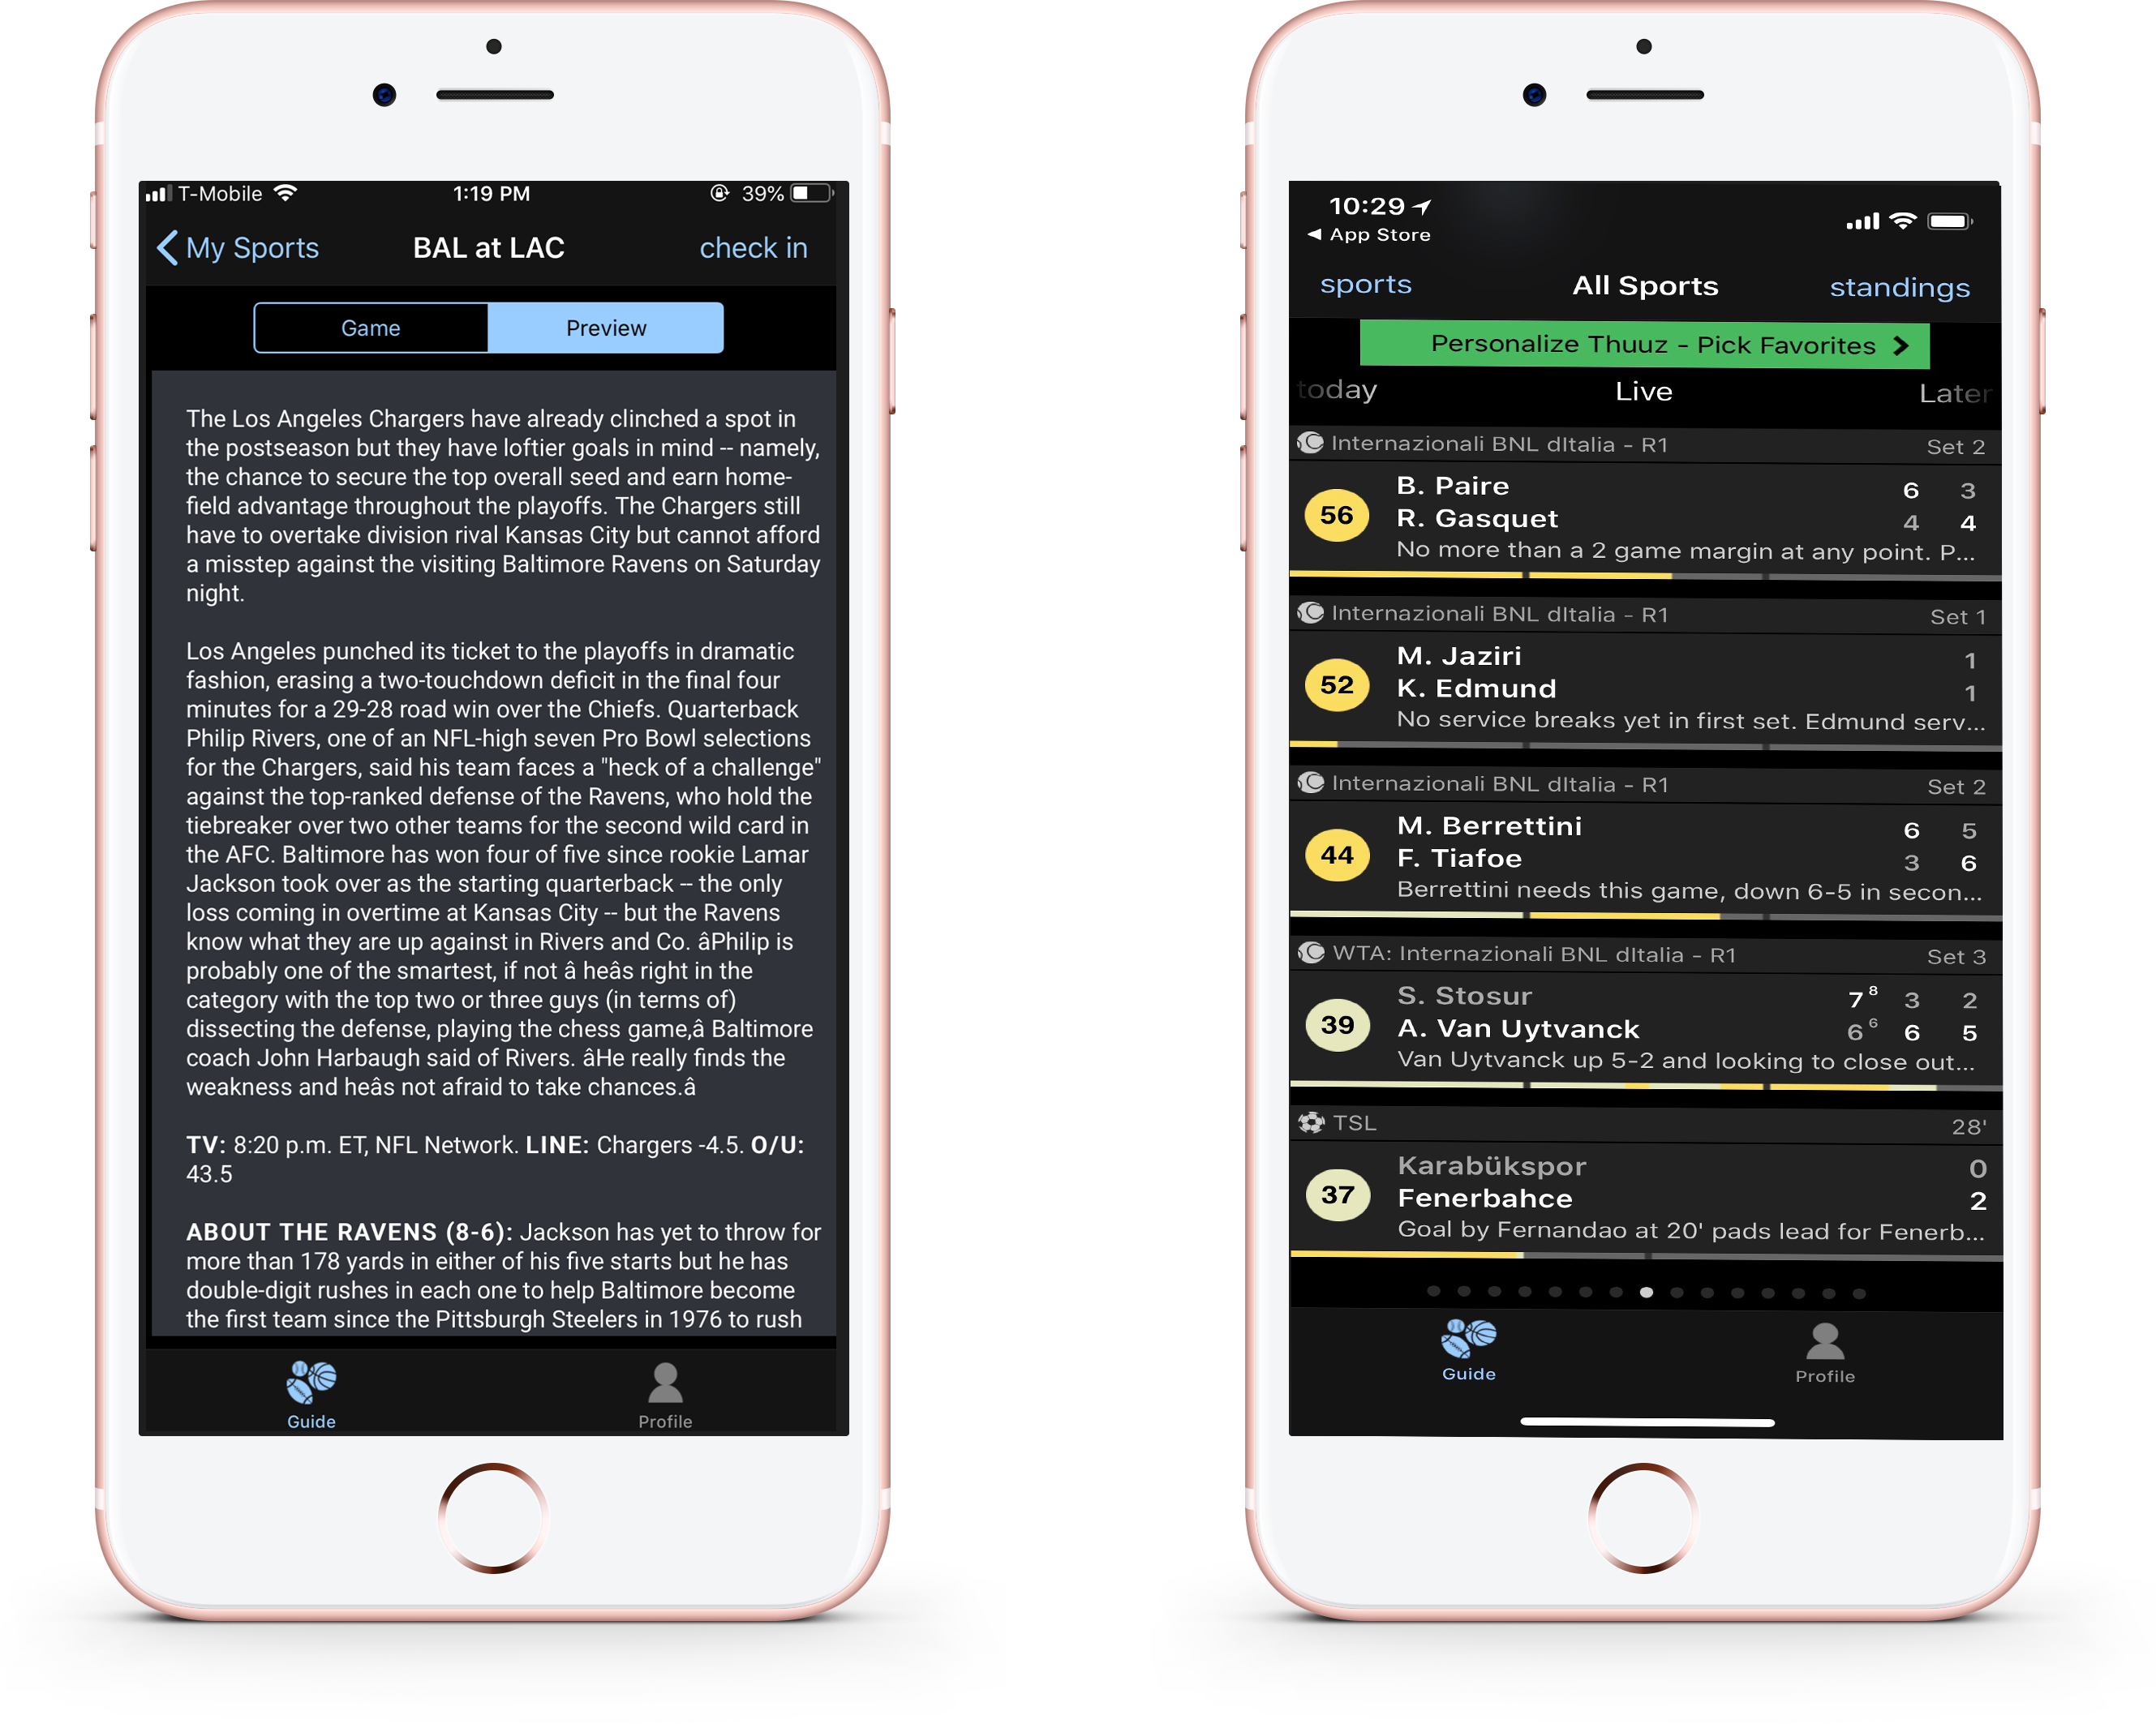 T-Mobile 1:19 PM 39%
My Sports BAL at LAC check in
Game Preview
The Los Angeles Chargers have already clinched a spot in
the postseason but they have loftier goals in mind -- namely,
the chance to secure the top overall seed and earn home-
field advantage throughout the playoffs. The Chargers still
have to overtake division rival Kansas City but cannot afford
a misstep against the visiting Baltimore Ravens on Saturday
night.
Los Angeles punched its ticket to the playoffs in dramatic
fashion, erasing a two-touchdown deficit in the final four
minutes for a 29-28 road win over the Chiefs. Quarterback
Philip Rivers, one of an NFL-high seven Pro Bowl selections
for the Chargers, said his team faces a "heck of a challenge"
against the top-ranked defense of the Ravens, who hold the
tiebreaker over two other teams for the second wild card in
the AFC. Baltimore has won four of five since rookie Lamar
Jackson took over as the starting quarterback -- the only
loss coming in overtime at Kansas City -- but the Ravens
know what they are up against in Rivers and Co. âPhilip is
probably one of the smartest, if not â heâs right in the
category with the top two or three guys (in terms of)
dissecting the defense, playing the chess game,â Baltimore
coach John Harbaugh said of Rivers. âHe really finds the
weakness and heâs not afraid to take chances.â
TV: 8:20 p.m. ET, NFL Network. LINE: Chargers -4.5. O/U:
43.5
ABOUT THE RAVENS (8-6): Jackson has yet to throw for
more than 178 yards in either of his five starts but he has
double-digit rushes in each one to help Baltimore become
the first team since the Pittsburgh Steelers in 1976 to rush
Guide Profile
10:29
App Store
sports All Sports standings
Personalize Thuuz - Pick Favorites
today Live Later
Internazionali BNL dItalia - R1 Set 2
56
B. Paire 6 3
R. Gasquet 4 4
No more than a 2 game margin at any point. P...
Internazionali BNL dItalia - R1 Set 1
52
M. Jaziri 1
K. Edmund 1
No service breaks yet in first set. Edmund serv...
Internazionali BNL dItalia - R1 Set 2
44
M. Berrettini 6 5
F. Tiafoe 3 6
Berrettini needs this game, down 6-5 in secon...
WTA: Internazionali BNL dItalia - R1 Set 3
39
S. Stosur 7 8 3 2
A. Van Uytvanck 6 6 6 5
Van Uytvanck up 5-2 and looking to close out...
TSL 28'
37
Karabükspor 0
Fenerbahce 2
Goal by Fernandao at 20' pads lead for Fenerb...
Guide Profile